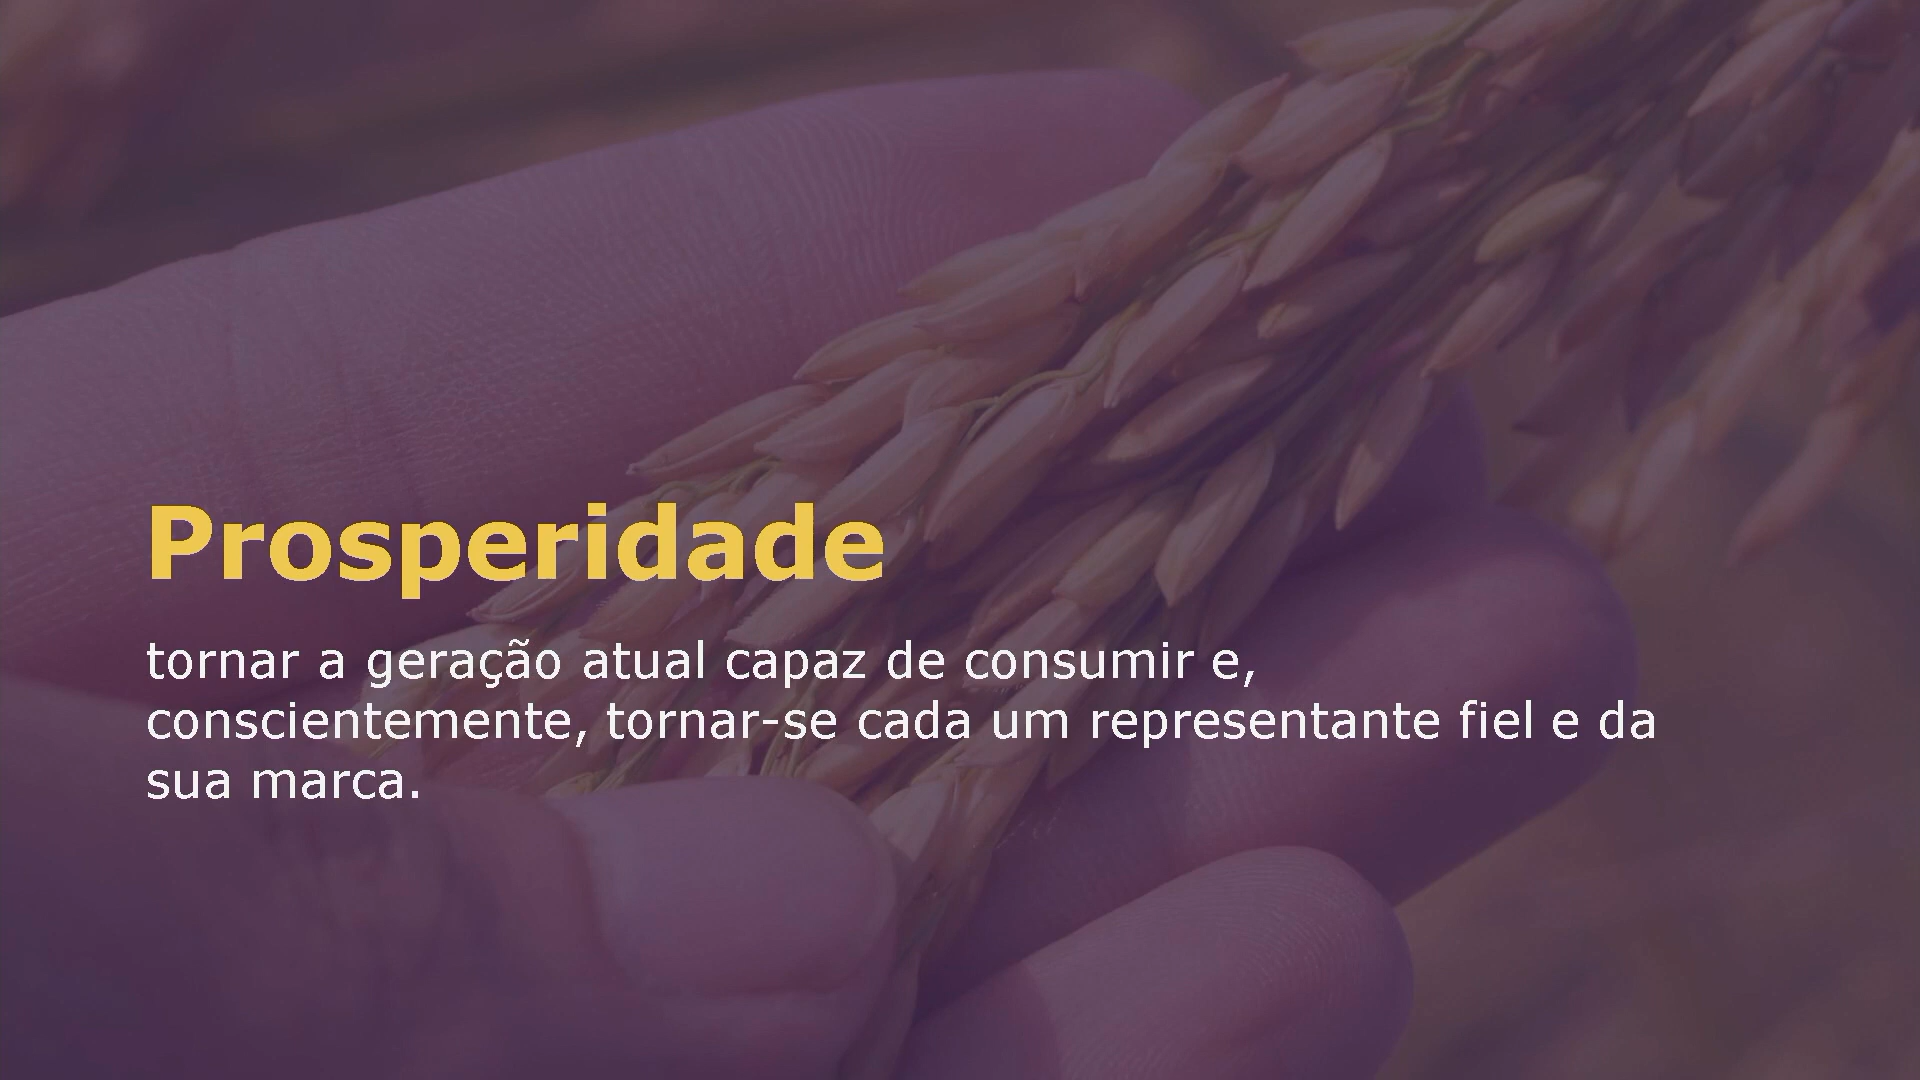 Prosperidade
tornar a geração atual capaz de consumir e,
conscientemente, tornar-se cada um representante fiel e da
sua marca.